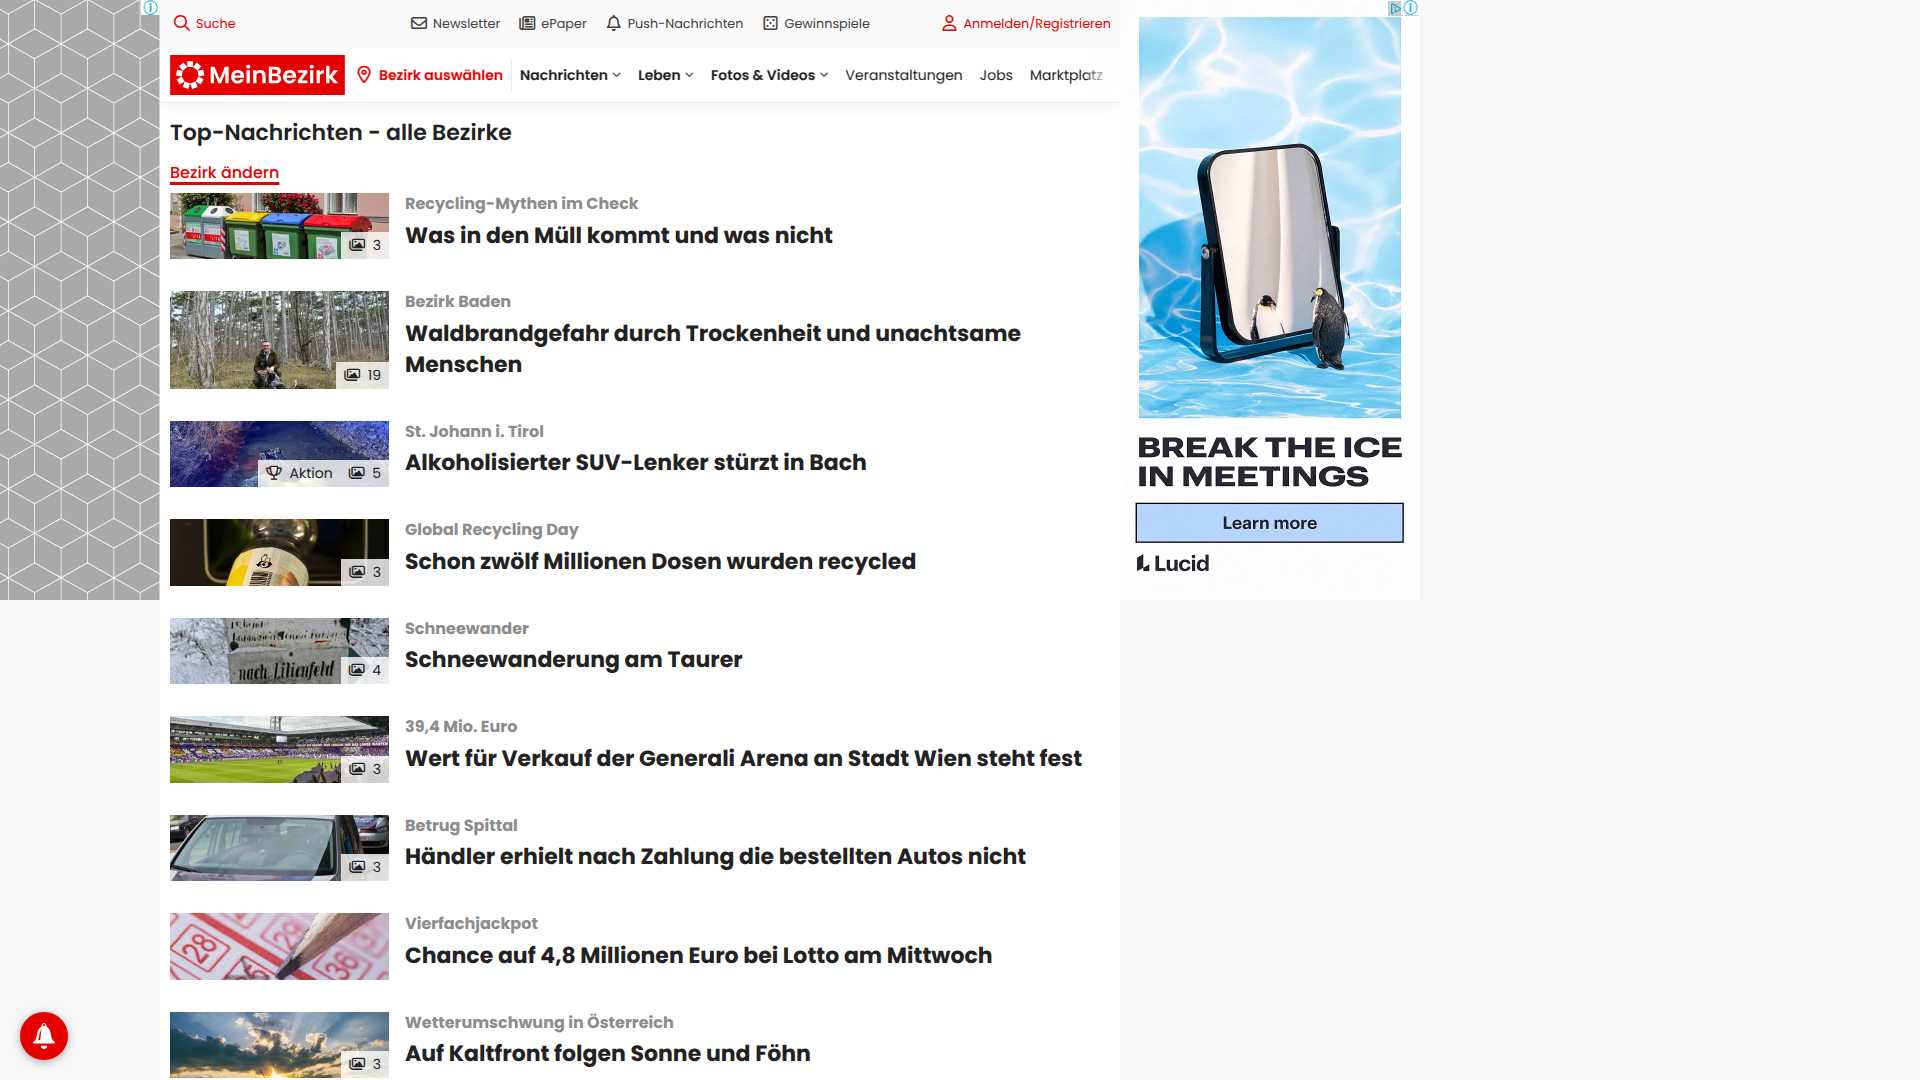 Suche
Newsletter
ePaper
Push-Nachrichten
Gewinnspiele
Anmelden/Registrieren
MeinBezirk
Bezirk auswählen
Nachrichten
Leben
Fotos & Videos
Veranstaltungen
Jobs
Marktplatz
Top-Nachrichten - alle Bezirke
Bezirk ändern
3
Recycling-Mythen im Check
Was in den Müll kommt und was nicht
19
Bezirk Baden
Waldbrandgefahr durch Trockenheit und unachtsame
Menschen
Aktion 5
St. Johann i. Tirol
Alkoholisierter SUV-Lenker stürzt in Bach
3
Global Recycling Day
Schon zwölf Millionen Dosen wurden recycled
nach Lilienfeld
4
Schneewander
Schneewanderung am Taurer
3
39,4 Mio. Euro
Wert für Verkauf der Generali Arena an Stadt Wien steht fest
3
Betrug Spittal
Händler erhielt nach Zahlung die bestellten Autos nicht
28
29
36
Vierfachjackpot
Chance auf 4,8 Millionen Euro bei Lotto am Mittwoch
3
Wetterumschwung in Österreich
Auf Kaltfront folgen Sonne und Föhn
BREAK THE ICE
IN MEETINGS
Learn more
Lucid